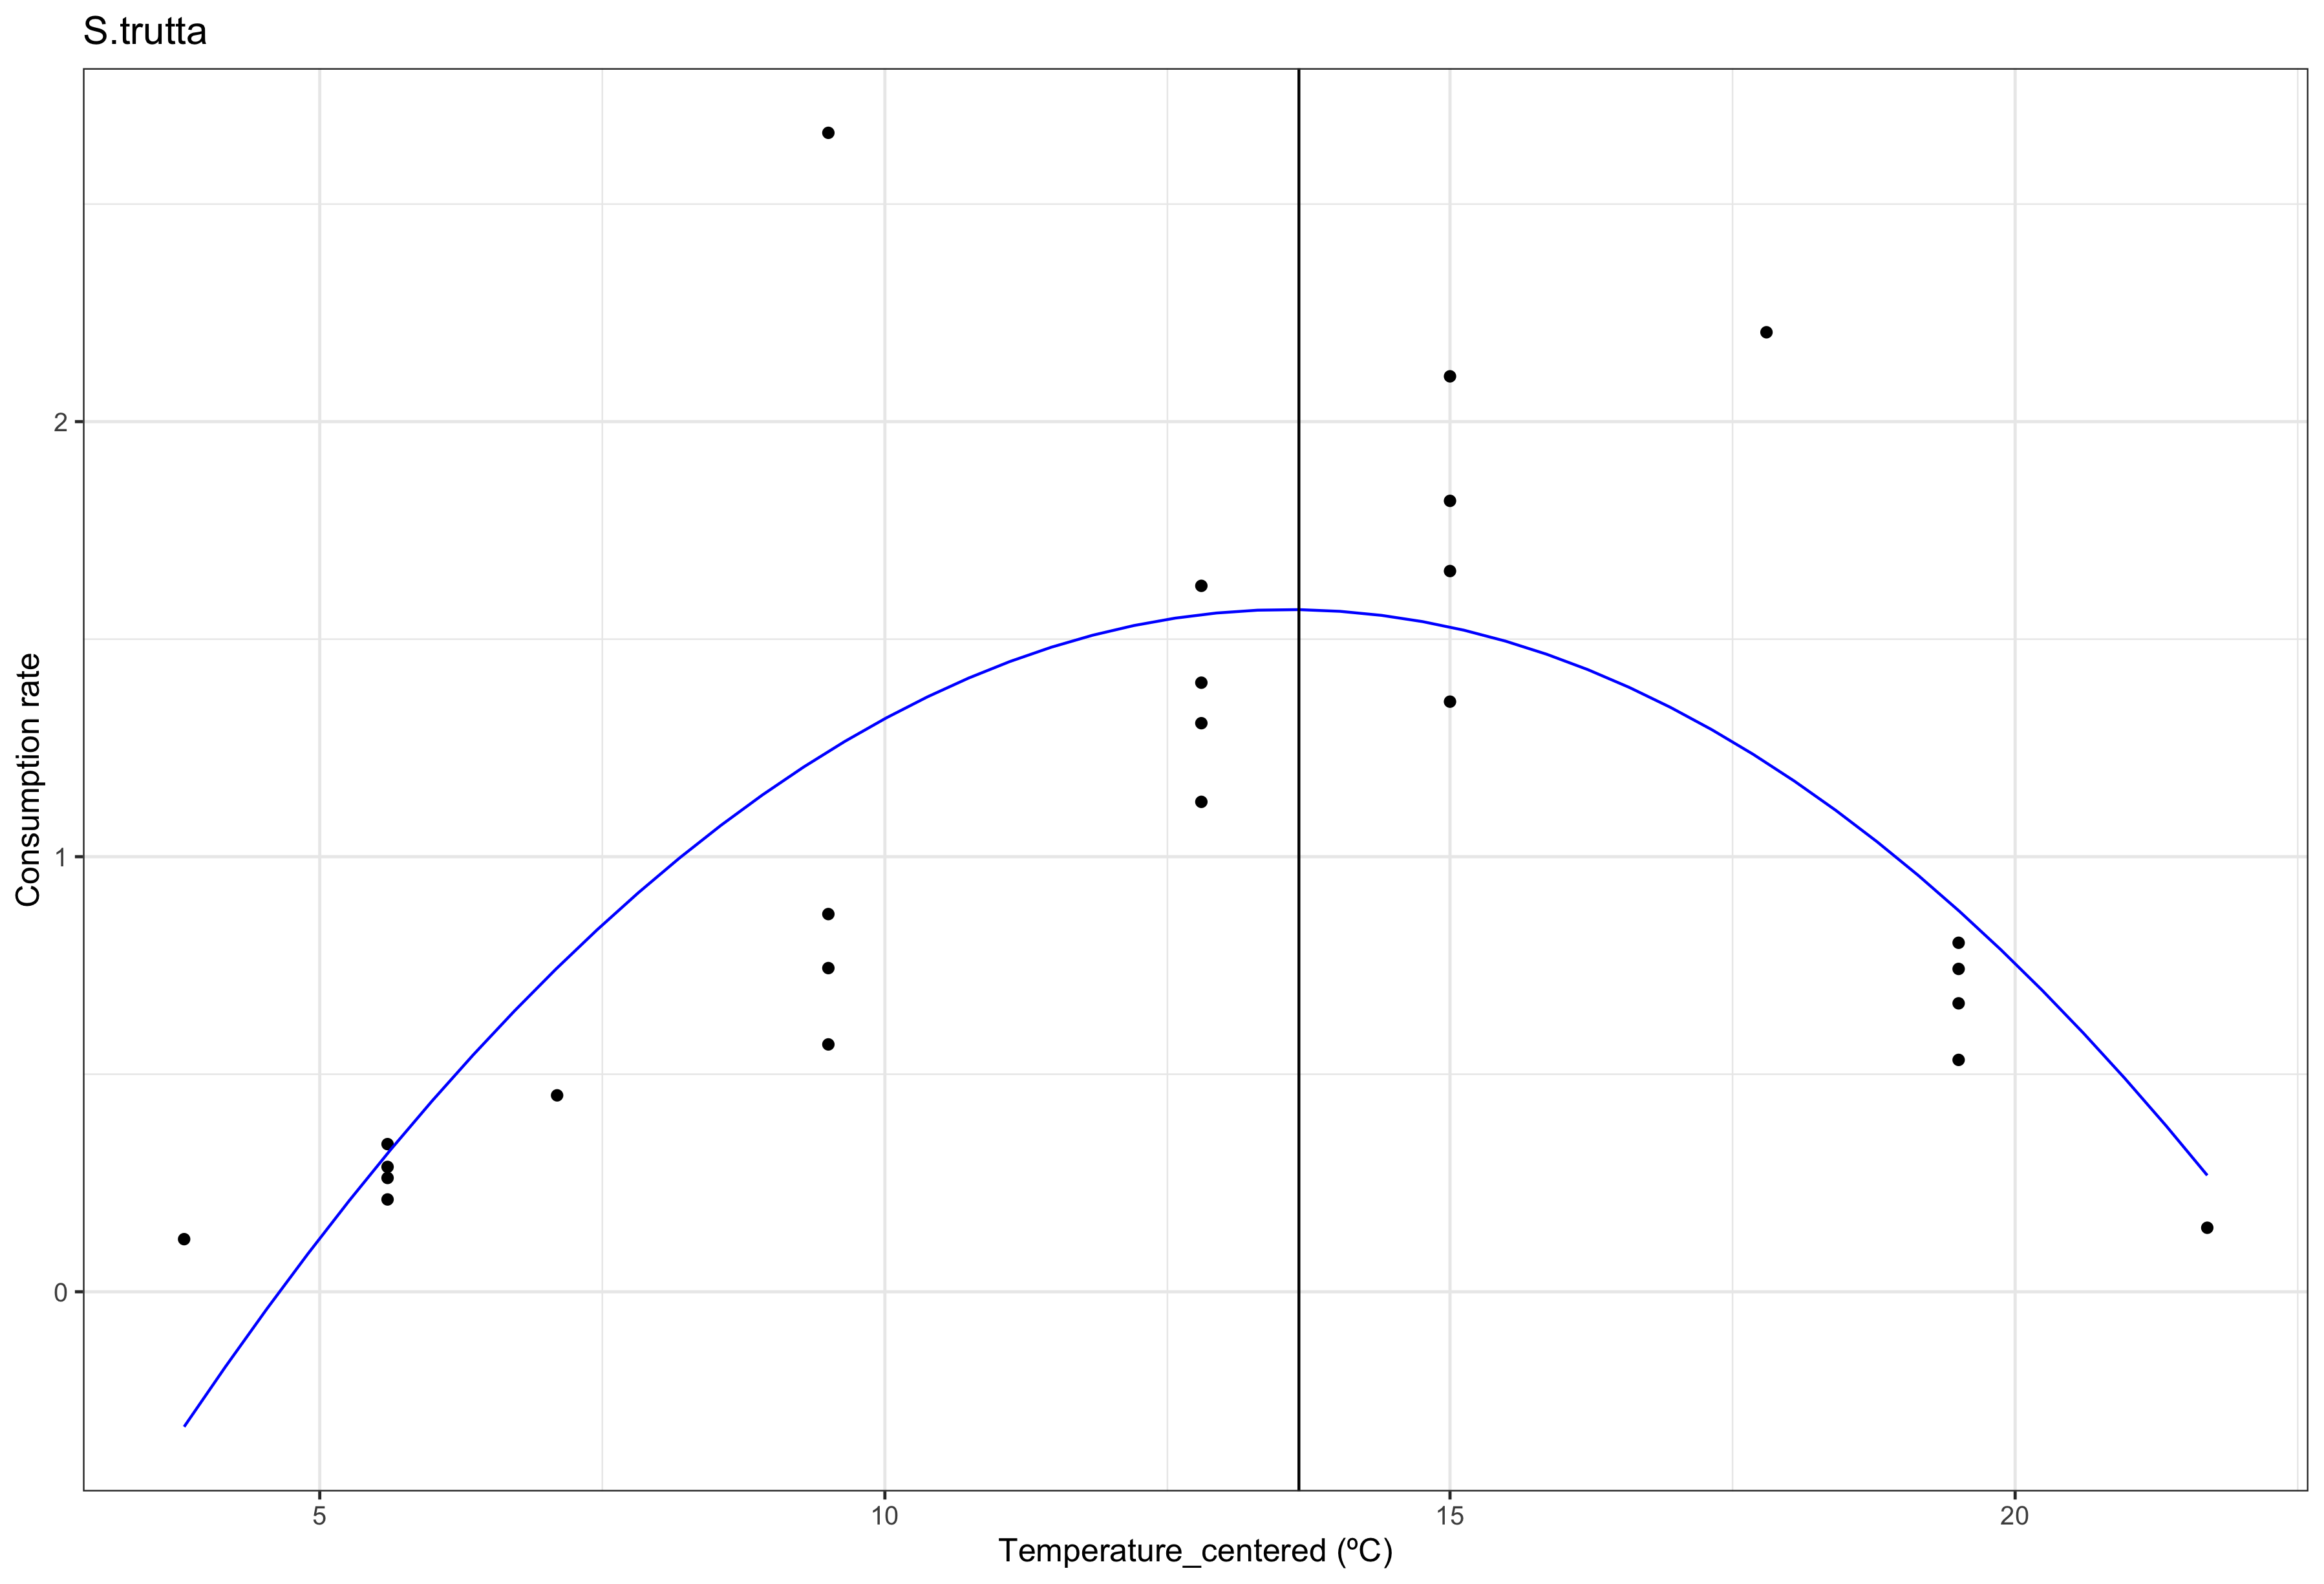 S.trutta
2
1
0
Consumption rate
5 10 15 20
Temperature_centered (ºC)